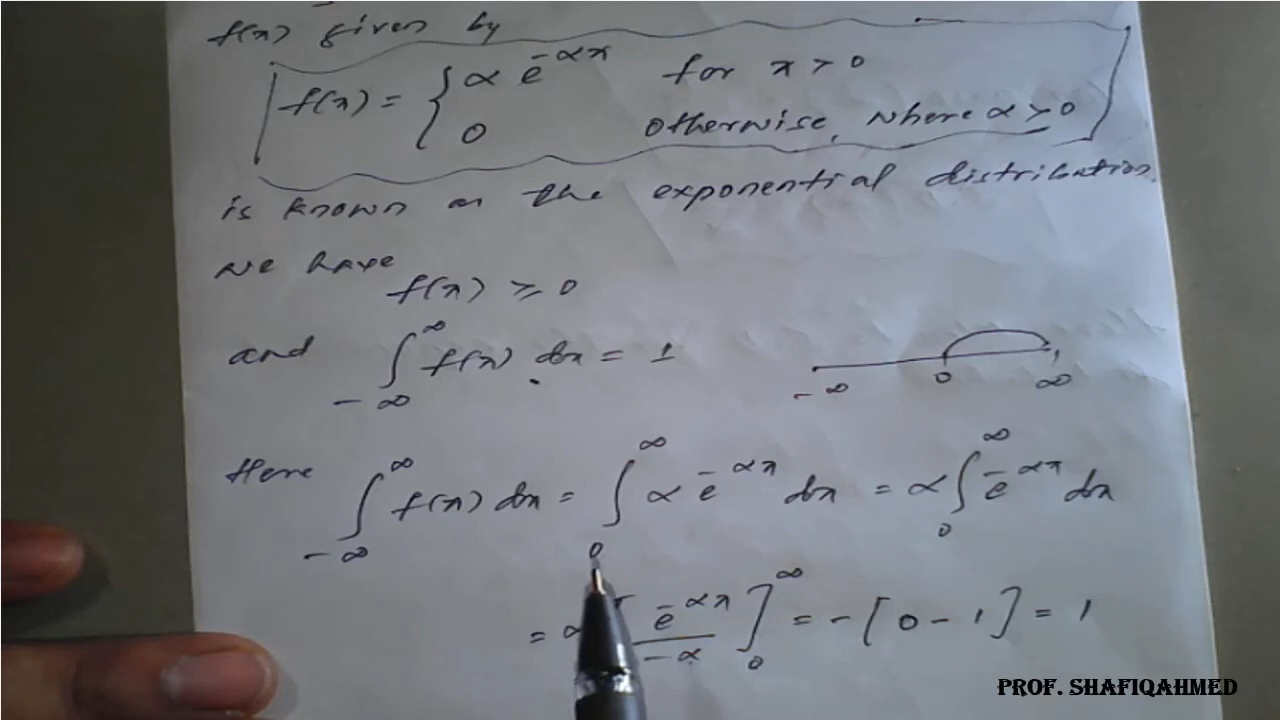 f(x) given by
f(x) = { α e^-αx for x > 0
0 otherwise, where α > 0
is known as the exponential distribution.
we have
f(x) ≥ 0
and ∫_-∞^∞ f(x) dx = 1
-∞ 0 ∞
Here ∫_-∞^∞ f(x) dx = ∫_0^∞ α e^-αx dx = α ∫_0^∞ e^-αx dx
= α [ e^-αx / -α ]_0^∞ = -[0 - 1] = 1
PROF. SHAFIQAHMED